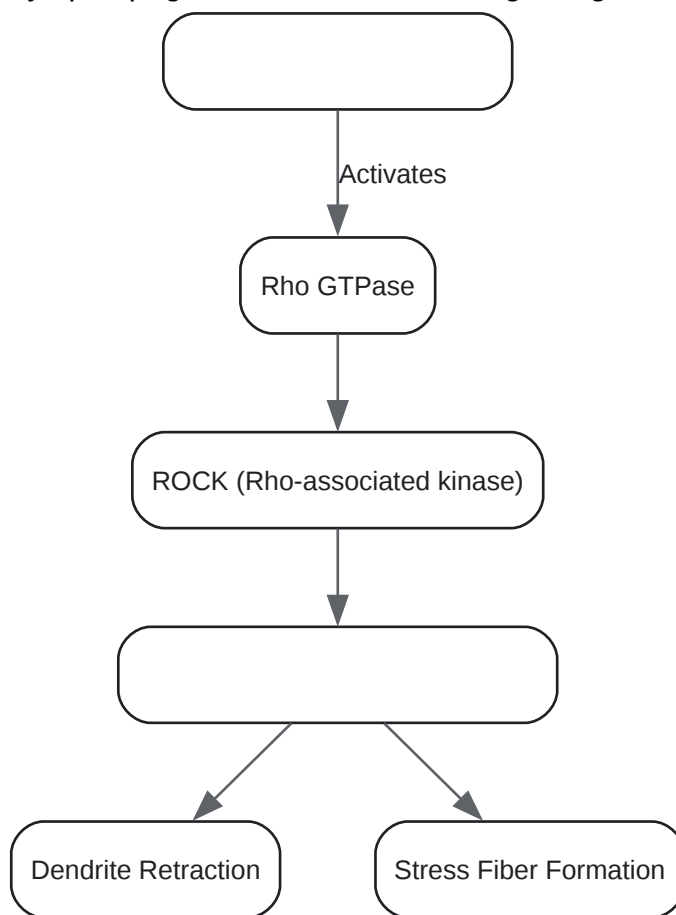 Activates
Rho GTPase
ROCK (Rho-associated kinase)
Dendrite Retraction
Stress Fiber Formation